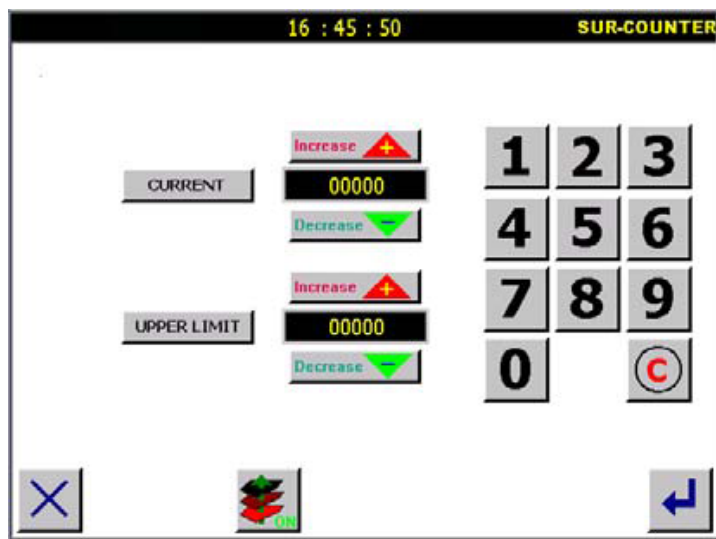 16 : 45 : 50 SUR-COUNTER
Increase +
CURRENT 00000
Decrease -
Increase +
UPPER LIMIT 00000
Decrease -
1 2 3
4 5 6
7 8 9
0 C
ON